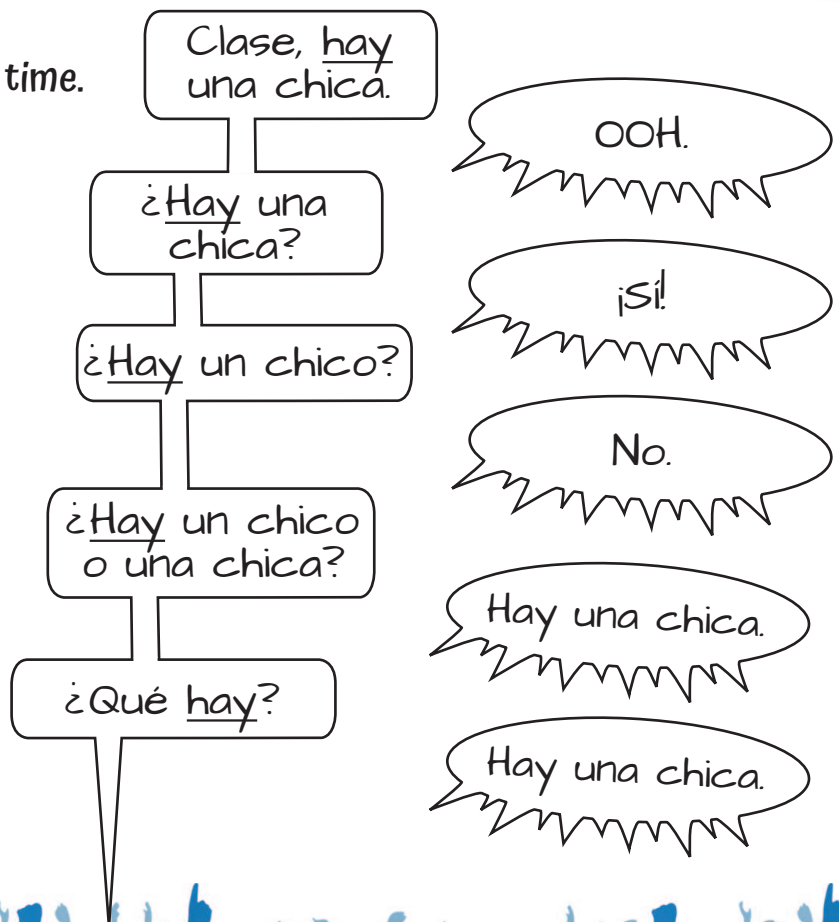 time.
Clase, hay
una chica.
OOH.
¿Hay una
chica?
¡Sí!
¿Hay un chico?
No.
¿Hay un chico
o una chica?
Hay una chica.
¿Qué hay?
Hay una chica.